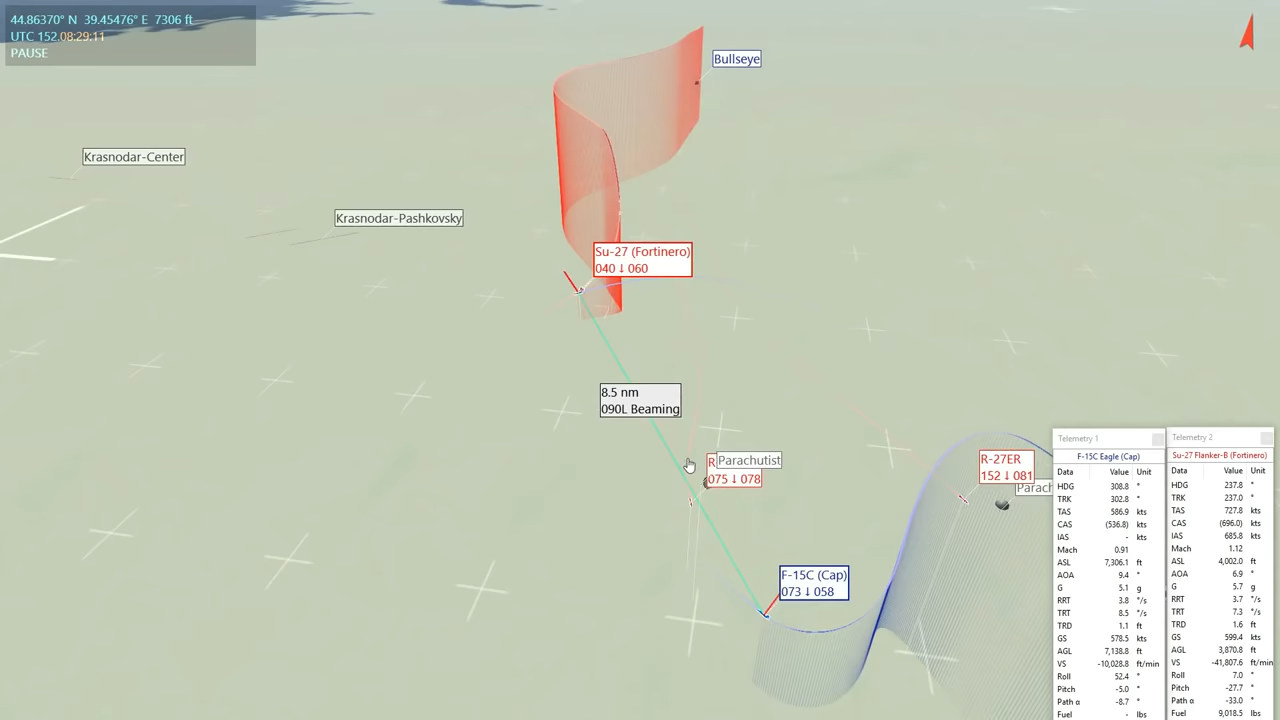 44.86370° N  39.45476° E  7306 ft
UTC 152.08:29:11
PAUSE
Bullseye
Krasnodar-Center
Krasnodar-Pashkovsky
Su-27 (Fortinero)
040 ↓ 060
8.5 nm
090L Beaming
R
Parachutist
075 ↓ 078
R-27ER
152 ↓ 081
Parach
F-15C (Cap)
073 ↓ 058
Telemetry 1
F-15C Eagle (Cap)
Data Value Unit
HDG 308.8 °
TRK 302.8 °
TAS 586.9 kts
CAS (536.8) kts
IAS - kts
Mach 0.91
ASL 7,306.1 ft
AOA 9.4 °
G 5.1 g
RRT 3.8 °/s
TRT 8.5 °/s
TRD 1.1 ft
GS 578.5 kts
AGL 7,138.8 ft
VS -10,028.8 ft/min
Roll 52.4 °
Pitch -5.0 °
Path α -8.7 °
Fuel - lbs
Telemetry 2
Su-27 Flanker-B (Fortinero)
Data Value Unit
HDG 237.8 °
TRK 237.0 °
TAS 727.8 kts
CAS (696.0) kts
IAS 685.8 kts
Mach 1.12
ASL 4,002.0 ft
AOA 6.9 °
G 5.7 g
RRT 3.7 °/s
TRT 7.3 °/s
TRD 1.6 ft
GS 599.4 kts
AGL 3,870.8 ft
VS -41,807.6 ft/min
Roll 7.0 °
Pitch -27.7 °
Path α -33.0 °
Fuel 9,018.5 lbs